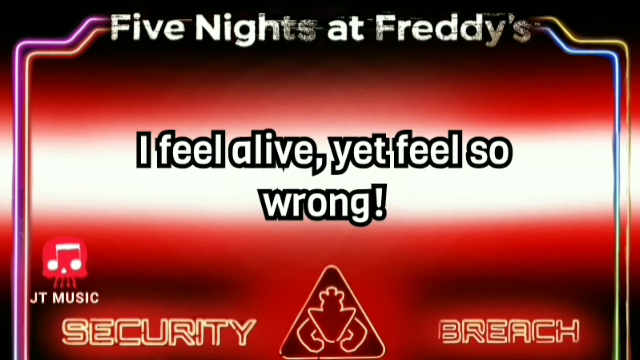 Five Nights at Freddy's
I feel alive, yet feel so
wrong!
JT MUSIC
SECURITY BREACH